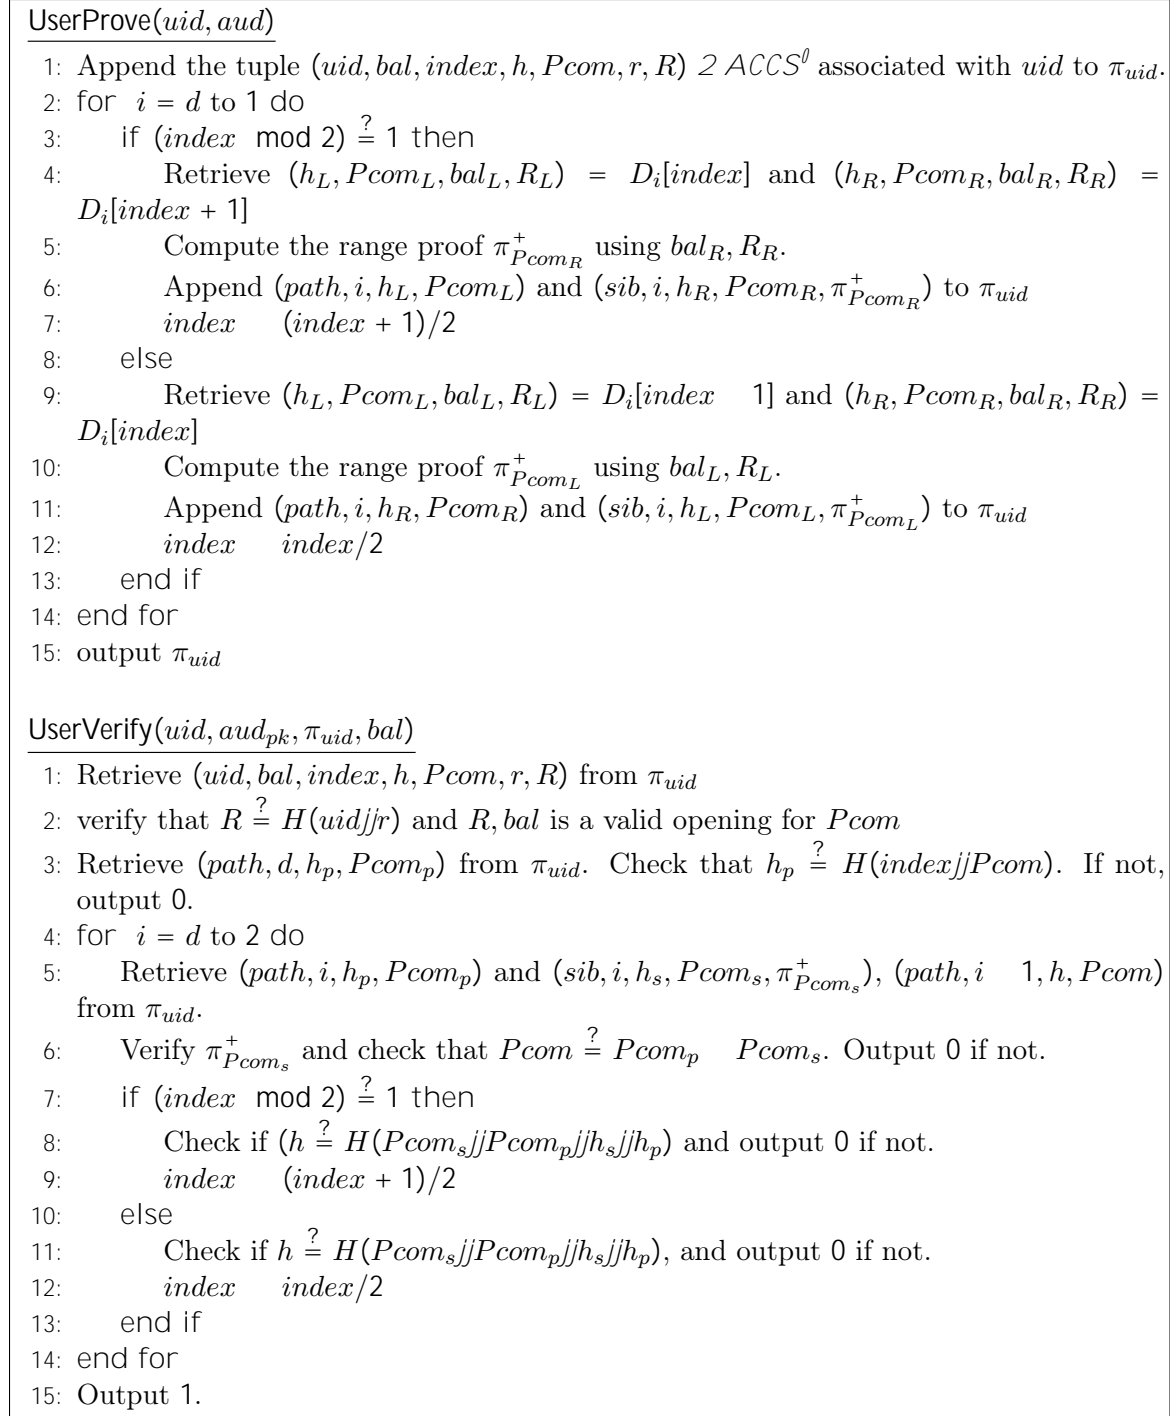 UserProve(uid, aud)
1: Append the tuple (uid, bal, index, h, Pcom, r, R) 2 ACCS⁰ associated with uid to π_uid.
2: for i = d to 1 do
3: if (index mod 2) ≟ 1 then
4: Retrieve (h_L, Pcom_L, bal_L, R_L) = D_i[index] and (h_R, Pcom_R, bal_R, R_R) =
D_i[index + 1]
5: Compute the range proof π⁺_{Pcom_R} using bal_R, R_R.
6: Append (path, i, h_L, Pcom_L) and (sib, i, h_R, Pcom_R, π⁺_{Pcom_R}) to π_uid
7: index (index + 1)/2
8: else
9: Retrieve (h_L, Pcom_L, bal_L, R_L) = D_i[index 1] and (h_R, Pcom_R, bal_R, R_R) =
D_i[index]
10: Compute the range proof π⁺_{Pcom_L} using bal_L, R_L.
11: Append (path, i, h_R, Pcom_R) and (sib, i, h_L, Pcom_L, π⁺_{Pcom_L}) to π_uid
12: index index/2
13: end if
14: end for
15: output π_uid
UserVerify(uid, aud_pk, π_uid, bal)
1: Retrieve (uid, bal, index, h, Pcom, r, R) from π_uid
2: verify that R ≟ H(uidjjr) and R, bal is a valid opening for Pcom
3: Retrieve (path, d, h_p, Pcom_p) from π_uid. Check that h_p ≟ H(indexjjPcom). If not,
output 0.
4: for i = d to 2 do
5: Retrieve (path, i, h_p, Pcom_p) and (sib, i, h_s, Pcom_s, π⁺_{Pcom_s}), (path, i 1, h, Pcom)
from π_uid.
6: Verify π⁺_{Pcom_s} and check that Pcom ≟ Pcom_p Pcom_s. Output 0 if not.
7: if (index mod 2) ≟ 1 then
8: Check if (h ≟ H(Pcom_sjjPcom_pjjh_sjjh_p) and output 0 if not.
9: index (index + 1)/2
10: else
11: Check if h ≟ H(Pcom_sjjPcom_pjjh_sjjh_p), and output 0 if not.
12: index index/2
13: end if
14: end for
15: Output 1.